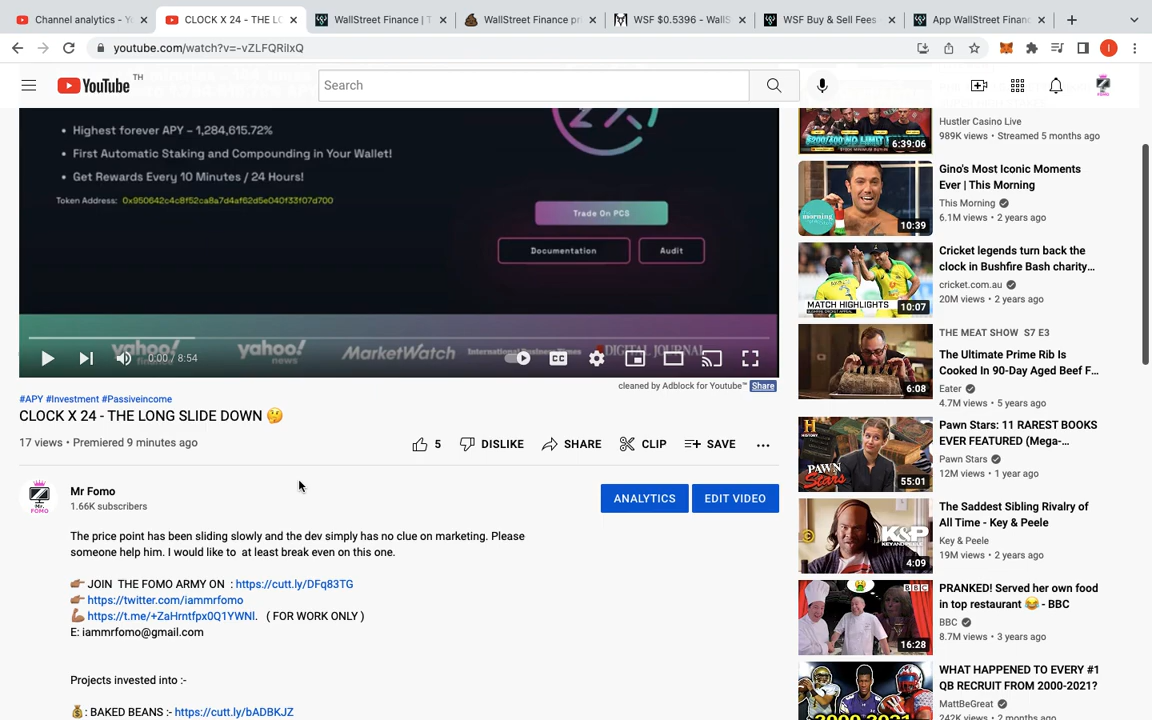 Channel analytics - Y
CLOCK X 24 - THE LO
WallStreet Finance | T
WallStreet Finance pri
WSF $0.5396 - WallS
WSF Buy & Sell Fees
App WallStreet Financ
youtube.com/watch?v=-vZLFQRiIxQ
I
YouTube TH
Search
Highest forever APY – 1,284,615.72%
First Automatic Staking and Compounding in Your Wallet!
Get Rewards Every 10 Minutes / 24 Hours!
Token Address: 0x950642c4c8f52ca8a7d4af62d5e040f33f07d700
Trade On PCS
Documentation
Audit
yahoo!
finance
yahoo!
news
MarketWatch
International Business Times
DIGITAL JOURNAL
0:00 / 8:54
CC
cleaned by Adblock for Youtube™ Share
#APY #Investment #Passiveincome
CLOCK X 24 - THE LONG SLIDE DOWN 🤔
17 views • Premiered 9 minutes ago
5
DISLIKE
SHARE
CLIP
SAVE
Mr Fomo
1.66K subscribers
ANALYTICS
EDIT VIDEO
The price point has been sliding slowly and the dev simply has no clue on marketing. Please
someone help him. I would like to at least break even on this one.
👉🏽 JOIN THE FOMO ARMY ON : https://cutt.ly/DFq83TG
👉🏽 https://twitter.com/iammrfomo
💪🏽 https://t.me/+ZaHrntfpx0Q1YWNl. ( FOR WORK ONLY )
E: iammrfomo@gmail.com
Projects invested into :-
💰: BAKED BEANS :- https://cutt.ly/bADBKJZ
Hustler Casino Live
989K views • Streamed 5 months ago
6:39:06
Gino's Most Iconic Moments
Ever | This Morning
This Morning
6.1M views • 2 years ago
10:39
Cricket legends turn back the
clock in Bushfire Bash charity…
cricket.com.au
20M views • 2 years ago
MATCH HIGHLIGHTS
10:07
THE MEAT SHOW S7 E3
The Ultimate Prime Rib Is
Cooked In 90-Day Aged Beef F…
Eater
4.7M views • 5 years ago
6:08
Pawn Stars: 11 RAREST BOOKS
EVER FEATURED (Mega-…
Pawn Stars
12M views • 1 year ago
HISTORY
PAWN
STARS
55:01
The Saddest Sibling Rivalry of
All Time - Key & Peele
Key & Peele
19M views • 2 years ago
K&P
4:09
PRANKED! Served her own food
in top restaurant 😂 - BBC
BBC
8.7M views • 3 years ago
BBC
16:28
WHAT HAPPENED TO EVERY #1
QB RECRUIT FROM 2000-2021?
MattBeGreat
242K views • 2 months ago
2000-2021